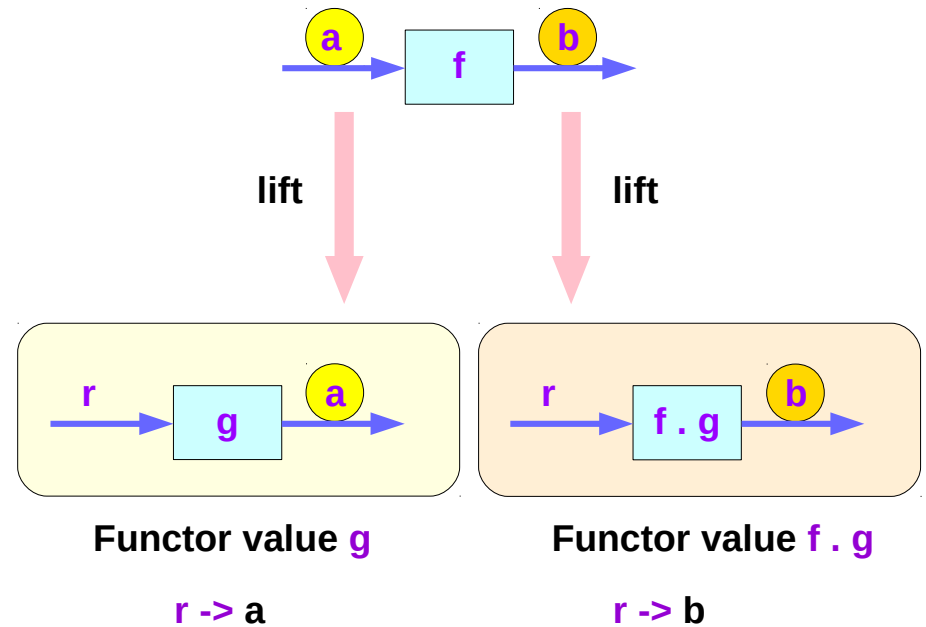 a f b
lift lift
r g a
r f . g b
Functor value g
Functor value f . g
r -> a
r -> b